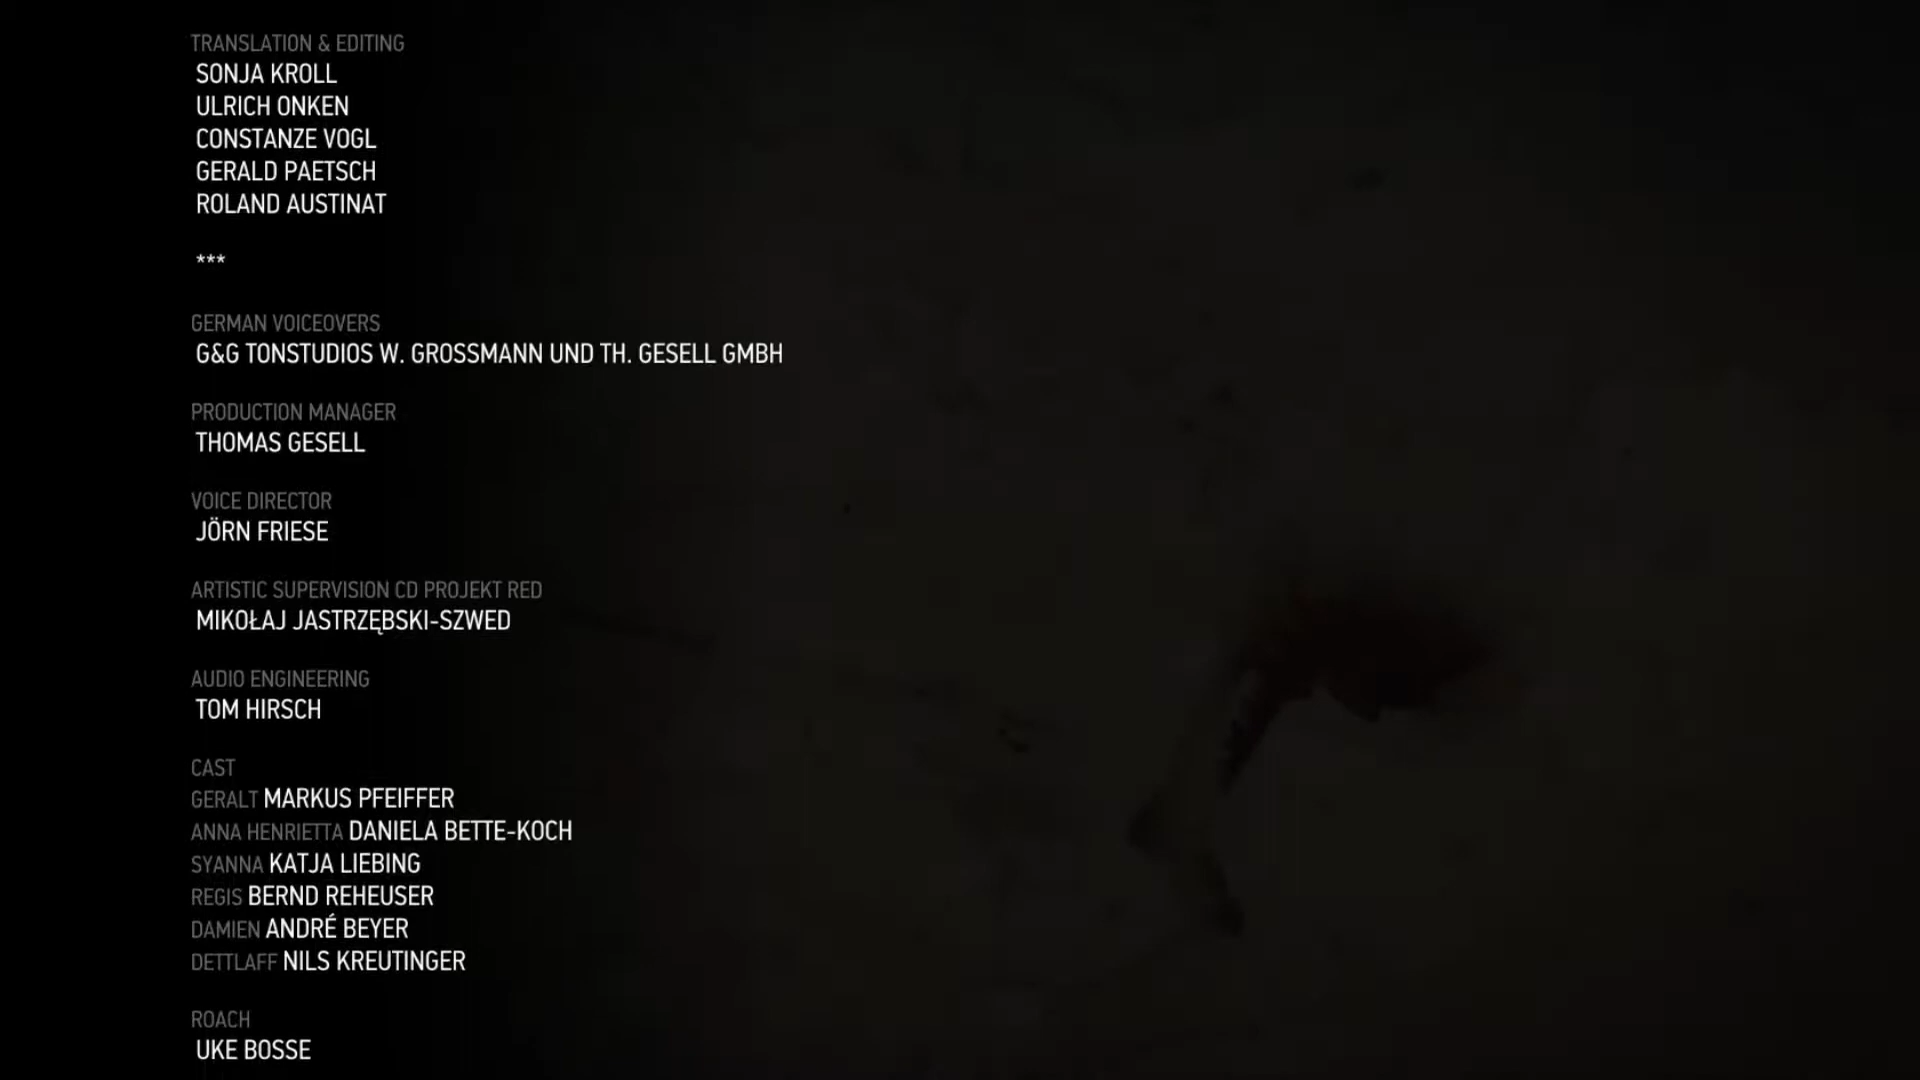 TRANSLATION & EDITING
SONJA KROLL
ULRICH ONKEN
CONSTANZE VOGL
GERALD PAETSCH
ROLAND AUSTINAT
***
GERMAN VOICEOVERS
G&G TONSTUDIOS W. GROSSMANN UND TH. GESELL GMBH
PRODUCTION MANAGER
THOMAS GESELL
VOICE DIRECTOR
JÖRN FRIESE
ARTISTIC SUPERVISION CD PROJEKT RED
MIKOŁAJ JASTRZĘBSKI-SZWED
AUDIO ENGINEERING
TOM HIRSCH
CAST
GERALT MARKUS PFEIFFER
ANNA HENRIETTA DANIELA BETTE-KOCH
SYANNA KATJA LIEBING
REGIS BERND REHEUSER
DAMIEN ANDRÉ BEYER
DETTLAFF NILS KREUTINGER
ROACH
UKE BOSSE